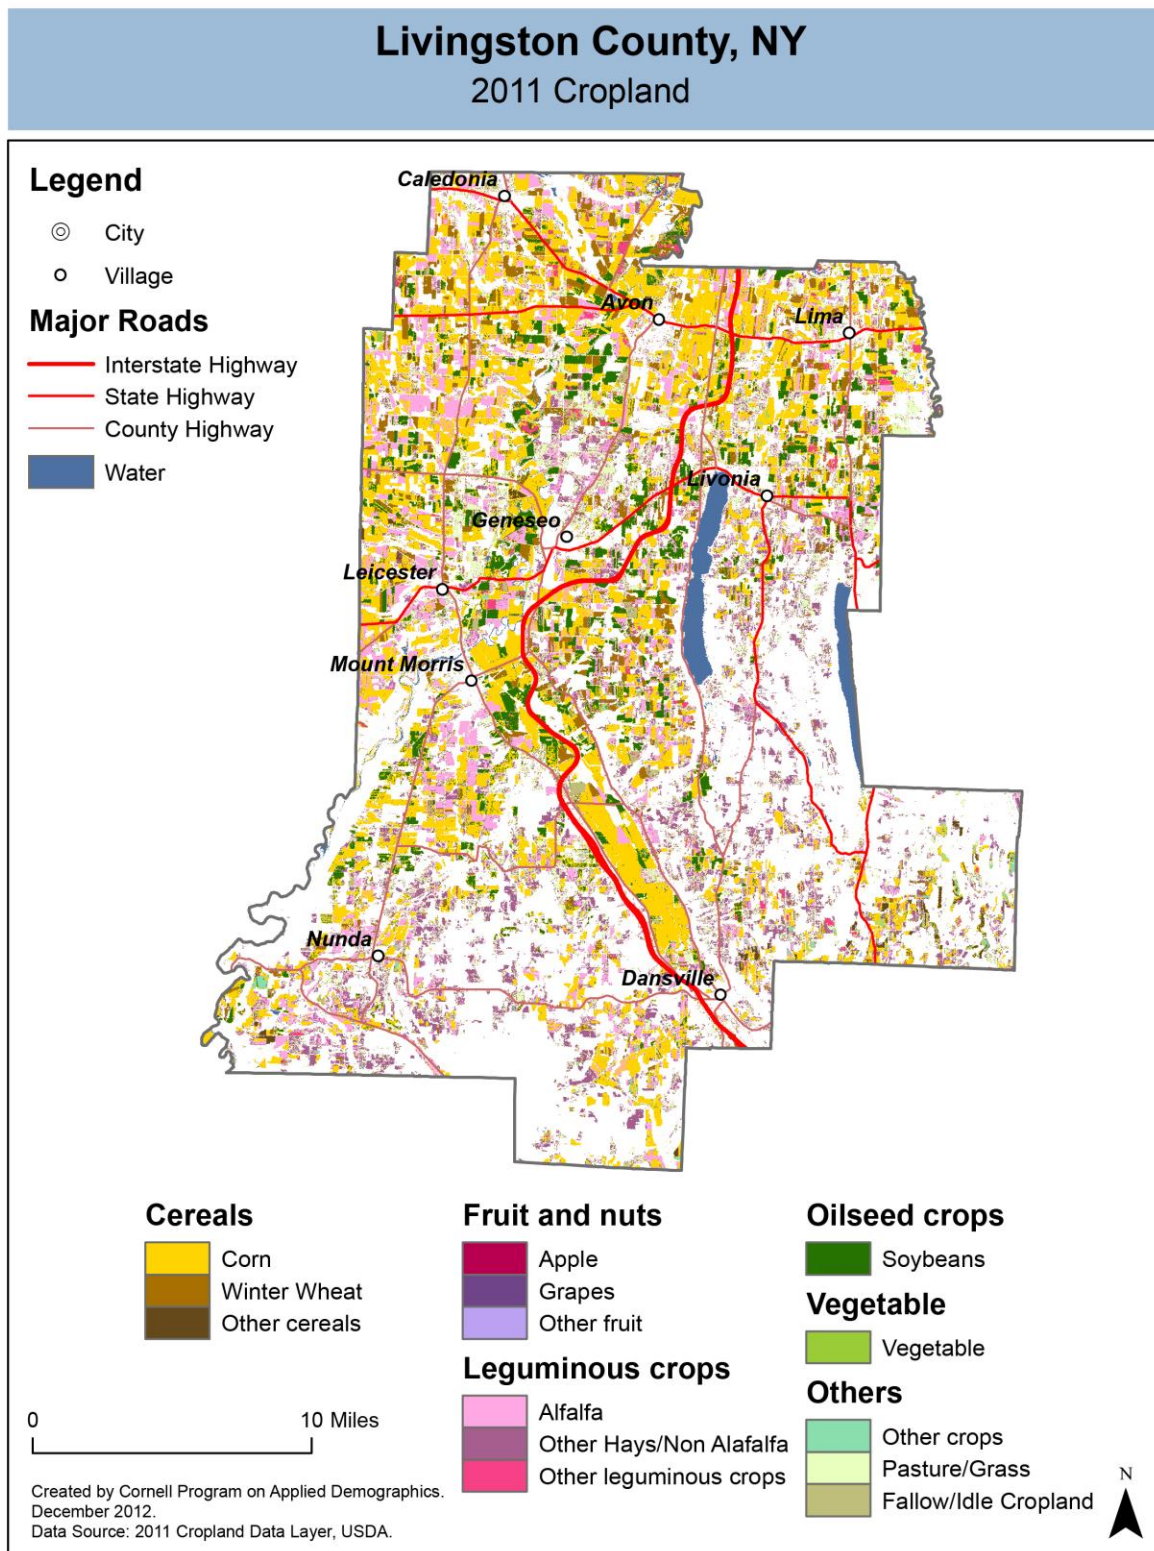 Livingston County, NY
2011 Cropland
Legend
City
Village
Major Roads
Interstate Highway
State Highway
County Highway
Water
Caledonia
Avon
Lima
Livonia
Geneseo
Leicester
Mount Morris
Nunda
Dansville
Cereals
Corn
Winter Wheat
Other cereals
Fruit and nuts
Apple
Grapes
Other fruit
Leguminous crops
Alfalfa
Other Hays/Non Alafalfa
Other leguminous crops
Oilseed crops
Soybeans
Vegetable
Vegetable
Others
Other crops
Pasture/Grass
Fallow/Idle Cropland
0 10 Miles
Created by Cornell Program on Applied Demographics.
December 2012.
Data Source: 2011 Cropland Data Layer, USDA.
N